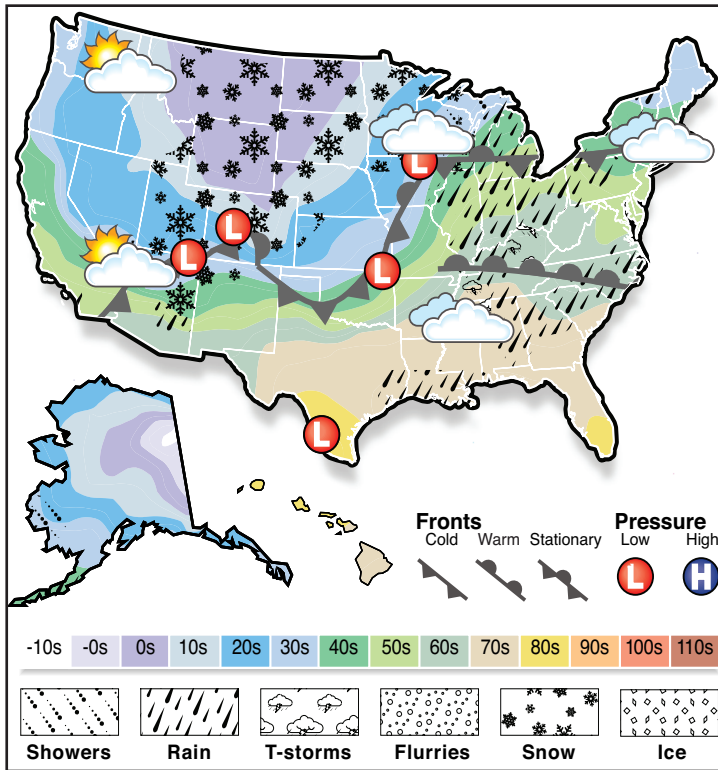 L
L
L
L
L
Fronts
Pressure
Cold Warm Stationary
Low High
L H
-10s -0s 0s 10s 20s 30s 40s 50s 60s 70s 80s 90s 100s 110s
Showers Rain T-storms Flurries Snow Ice